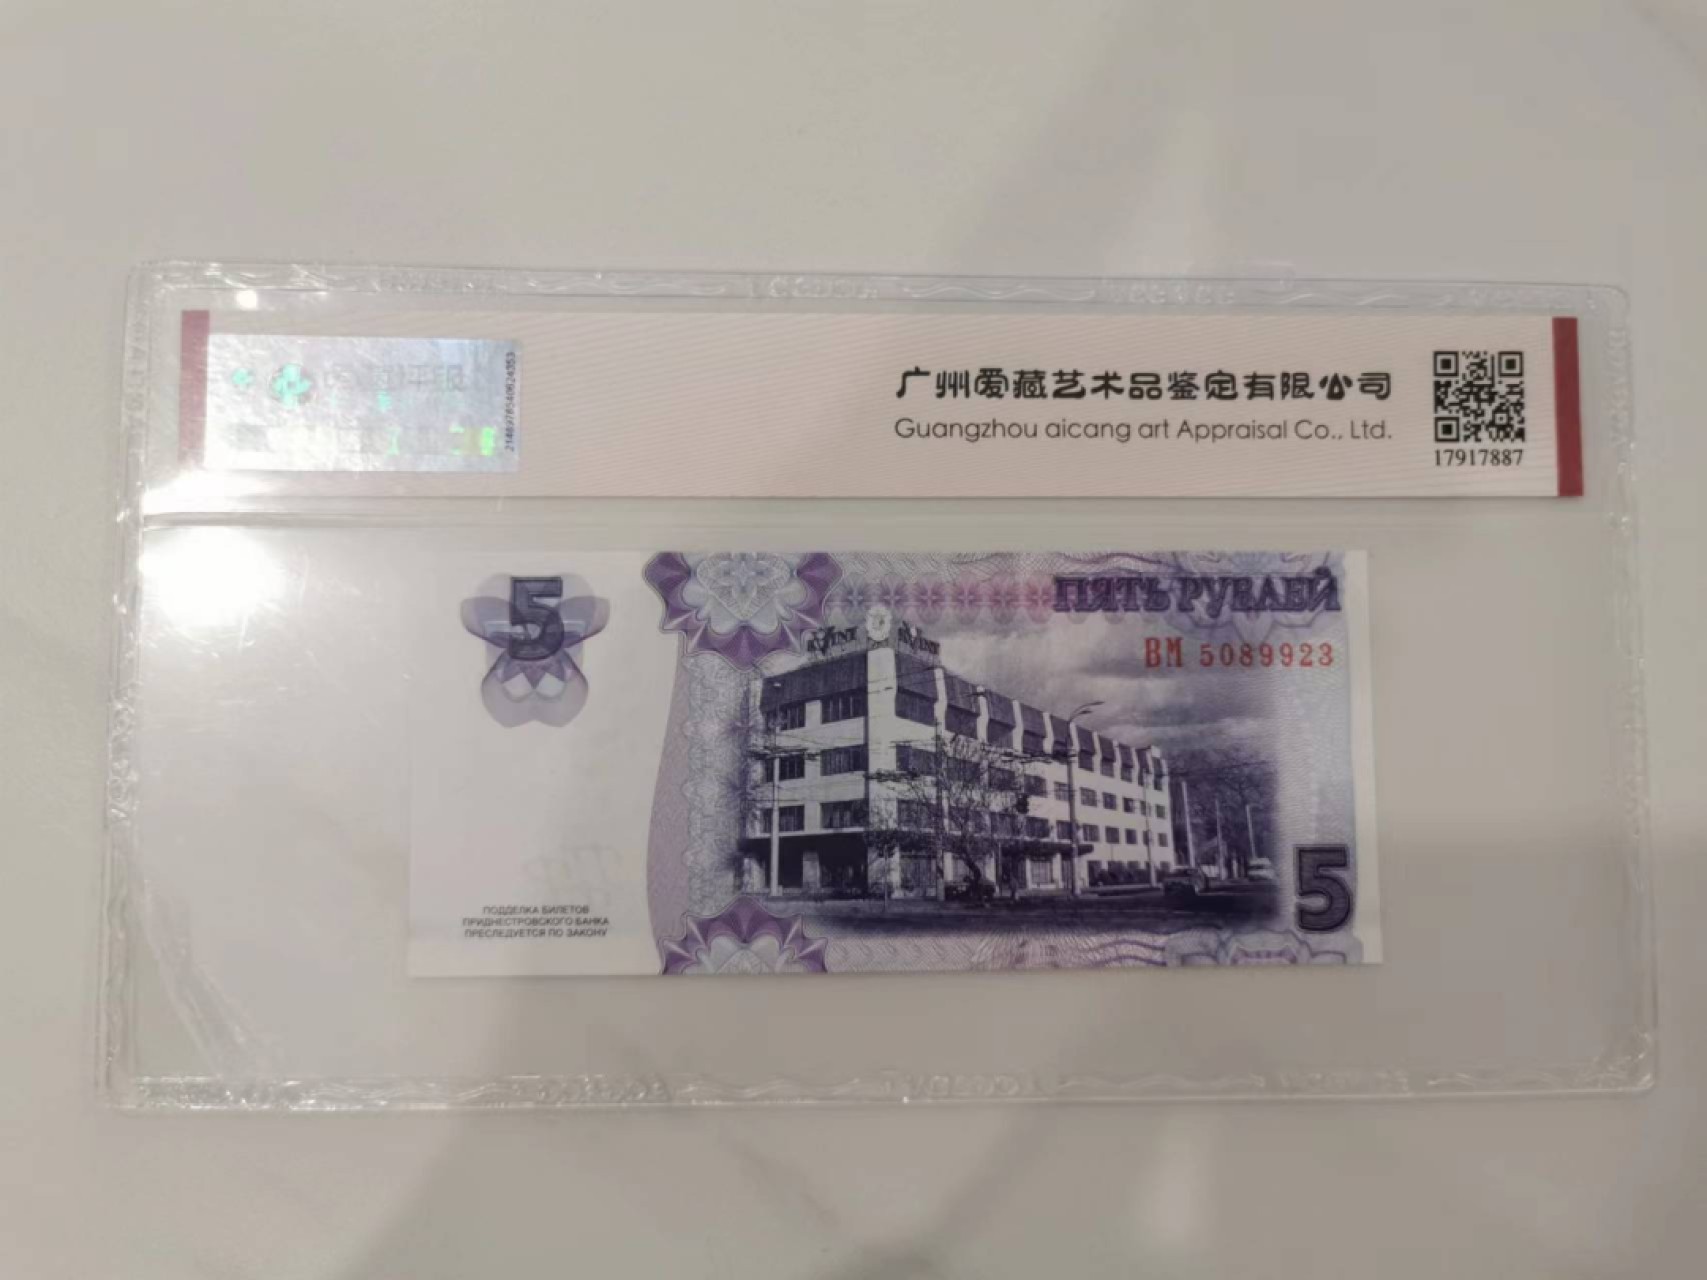 广州爱藏艺术品鉴定有限公司
Guangzhou aicang art Appraisal Co., Ltd.
17917887
5
ПЯТЬ РУБЛЕЙ
ВМ 5089923
KVINT KVINT
5
ПОДДЕЛКА БИЛЕТОВ
ПРИДНЕСТРОВСКОГО БАНКА
ПРЕСЛЕДУЕТСЯ ПО ЗАКОНУ